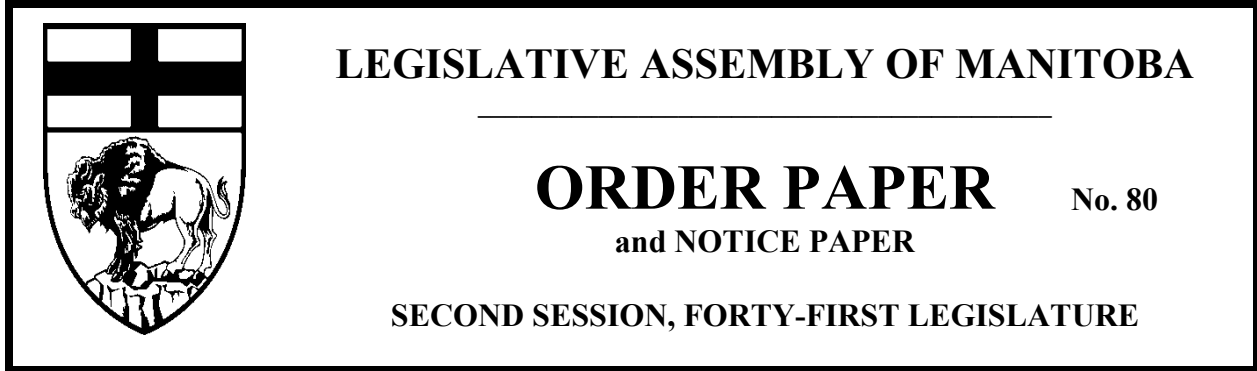 LEGISLATIVE ASSEMBLY OF MANITOBA
ORDER PAPER No. 80
and NOTICE PAPER
SECOND SESSION, FORTY-FIRST LEGISLATURE